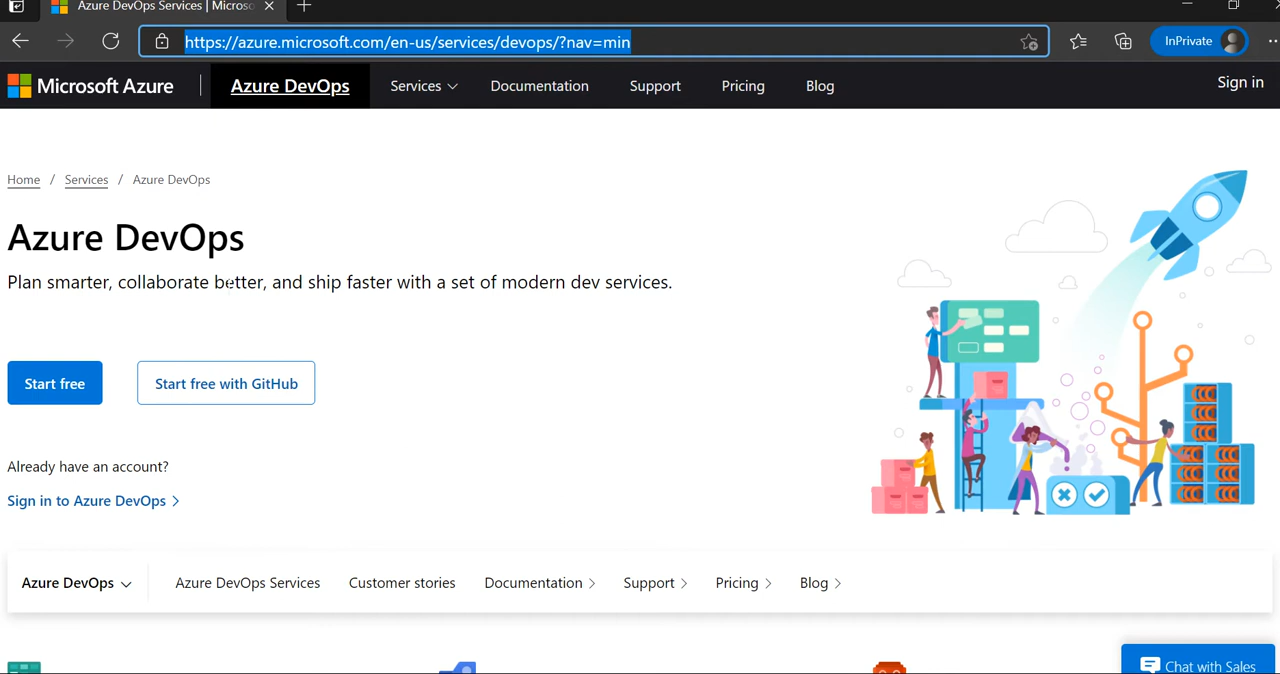 Azure DevOps Services | Microso
https://azure.microsoft.com/en-us/services/devops/?nav=min
InPrivate
Microsoft Azure
Azure DevOps
Services
Documentation
Support
Pricing
Blog
Sign in
Home / Services / Azure DevOps
Azure DevOps
Plan smarter, collaborate better, and ship faster with a set of modern dev services.
Start free
Start free with GitHub
Already have an account?
Sign in to Azure DevOps
Azure DevOps
Azure DevOps Services
Customer stories
Documentation
Support
Pricing
Blog
Chat with Sales